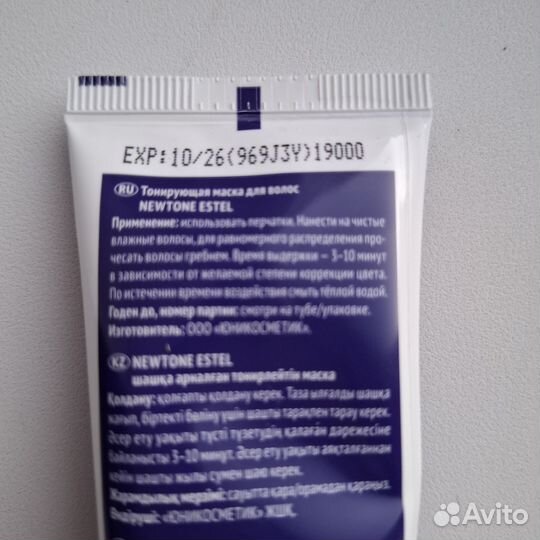 EXP: 10/26(969J3Y)19000
RU Тонирующая маска для волос
NEWTONE ESTEL
Применение: использовать перчатки. Нанести на чистые
влажные волосы, для равномерного распределения про-
чесать волосы гребнем. Время выдержки – 3-10 минут
в зависимости от желаемой степени коррекции цвета.
По истечении времени воздействия смыть тёплой водой.
Годен до, номер партии: смотри на тубе/упаковке.
Изготовитель: ООО «ЮНИКОСМЕТИК».
KZ NEWTONE ESTEL
шашқа арналған тонирлейтін маска
Қолдану: қолғапты қолдану керек. Таза ылғалды шашқа
жағып, біртекті бөліну үшін шашты тарақпен тарау керек.
Әсер ету уақыты түсті түзетудің қалаған дәрежесіне
байланысты 3-10 минут. Әсер ету уақыты аяқталғаннан
кейін шашты жылы сумен шаю керек.
Жарамдылық мерзімі: сауытта қара/орамадан қараңыз.
Өндіруші: «ЮНИКОСМЕТИК» ЖШҚ.
Avito